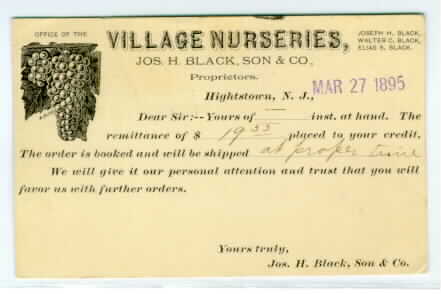 OFFICE OF THE
VILLAGE NURSERIES,
JOSEPH H. BLACK,
WALTER C. BLACK,
ELIAS S. BLACK.
JOS. H. BLACK, SON & CO.,
Proprietors.
Hightstown, N. J., MAR 27 1895
Dear Sir:--Yours of — inst. at hand. The
remittance of $ 19 55 placed to your credit.
The order is booked and will be shipped at proper time
We will give it our personal attention and trust that you will
favor us with further orders.
Yours truly,
Jos. H. Black, Son & Co.